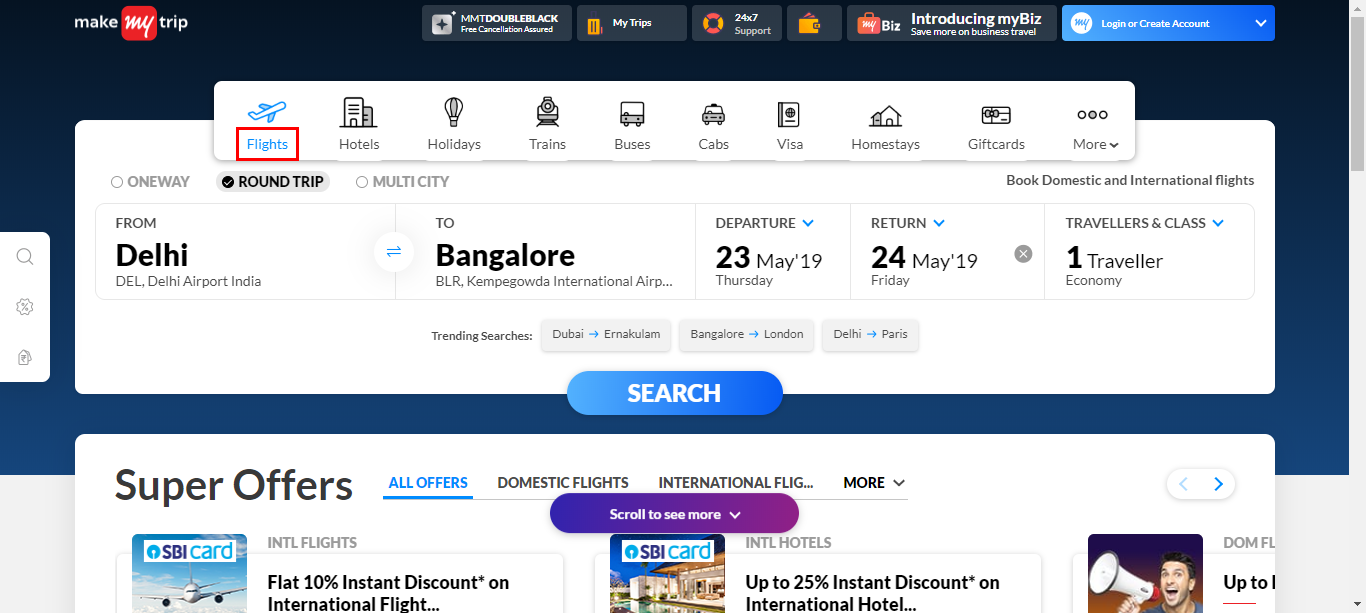 make my trip
MMTDOUBLEBLACK
Free Cancellation Assured
My Trips
24x7
Support
my Biz
Introducing myBiz
Save more on business travel
my
Login or Create Account
Flights
Hotels
Holidays
Trains
Buses
Cabs
Visa
Homestays
Giftcards
More
ONEWAY
ROUND TRIP
MULTI CITY
Book Domestic and International flights
FROM
Delhi
DEL, Delhi Airport India
TO
Bangalore
BLR, Kempegowda International Airp...
DEPARTURE
23 May'19
Thursday
RETURN
24 May'19
Friday
TRAVELLERS & CLASS
1 Traveller
Economy
Trending Searches:
Dubai → Ernakulam
Bangalore → London
Delhi → Paris
SEARCH
Super Offers
ALL OFFERS
DOMESTIC FLIGHTS
INTERNATIONAL FLIG...
MORE
Scroll to see more
SBI card
INTL FLIGHTS
Flat 10% Instant Discount* on
International Flight...
SBI card
INTL HOTELS
Up to 25% Instant Discount* on
International Hotel...
DOM FL
Up to